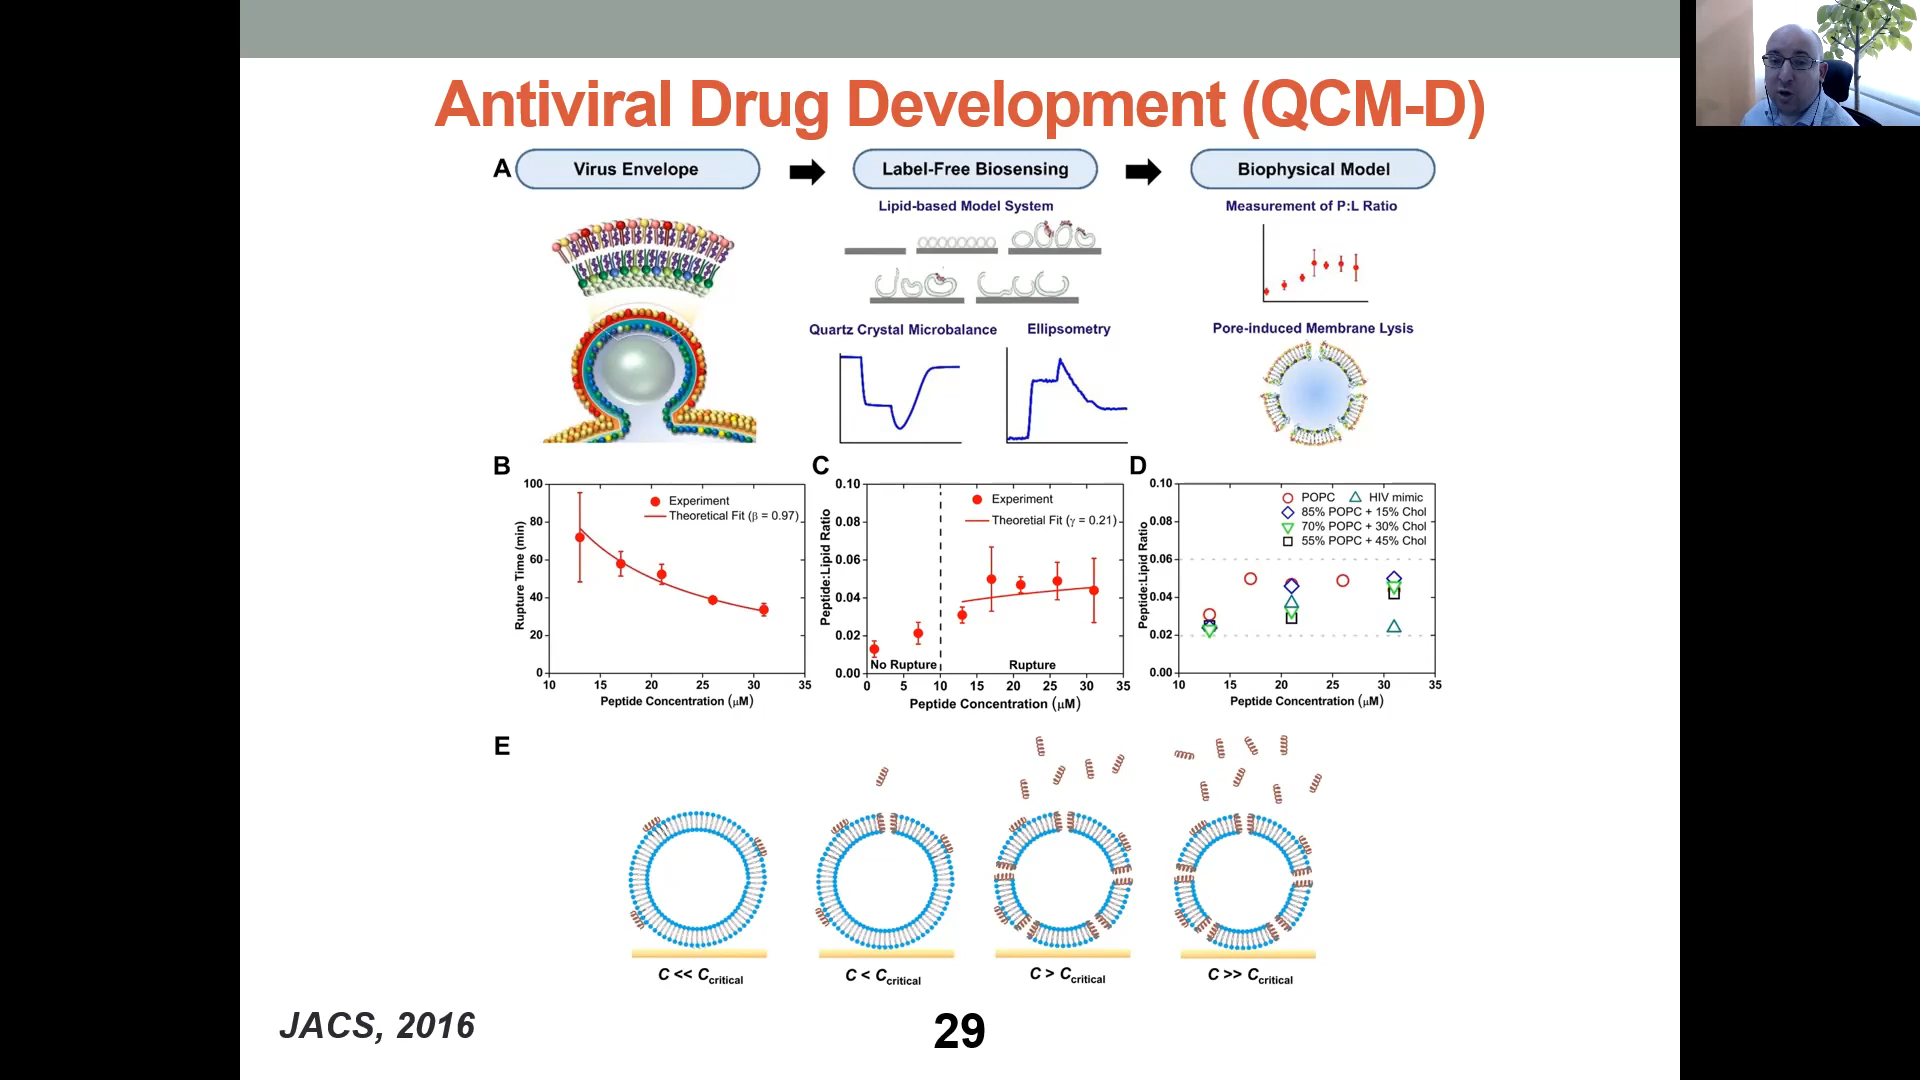 Antiviral Drug Development (QCM-D)
A
Virus Envelope
Label-Free Biosensing
Biophysical Model
Lipid-based Model System
Measurement of P:L Ratio
Quartz Crystal Microbalance
Ellipsometry
Pore-induced Membrane Lysis
B
100
80
60
40
20
0
10 15 20 25 30 35
Rupture Time (min)
Peptide Concentration (μM)
Experiment
Theoretical Fit (β = 0.97)
C
0.10
0.08
0.06
0.04
0.02
0.00
0 5 10 15 20 25 30 35
Peptide:Lipid Ratio
Peptide Concentration (μM)
Experiment
Theoretial Fit (γ = 0.21)
No Rupture
Rupture
D
0.10
0.08
0.06
0.04
0.02
0.00
10 15 20 25 30 35
Peptide:Lipid Ratio
Peptide Concentration (μM)
POPC HIV mimic
85% POPC + 15% Chol
70% POPC + 30% Chol
55% POPC + 45% Chol
E
C << Ccritical
C < Ccritical
C > Ccritical
C >> Ccritical
JACS, 2016
29